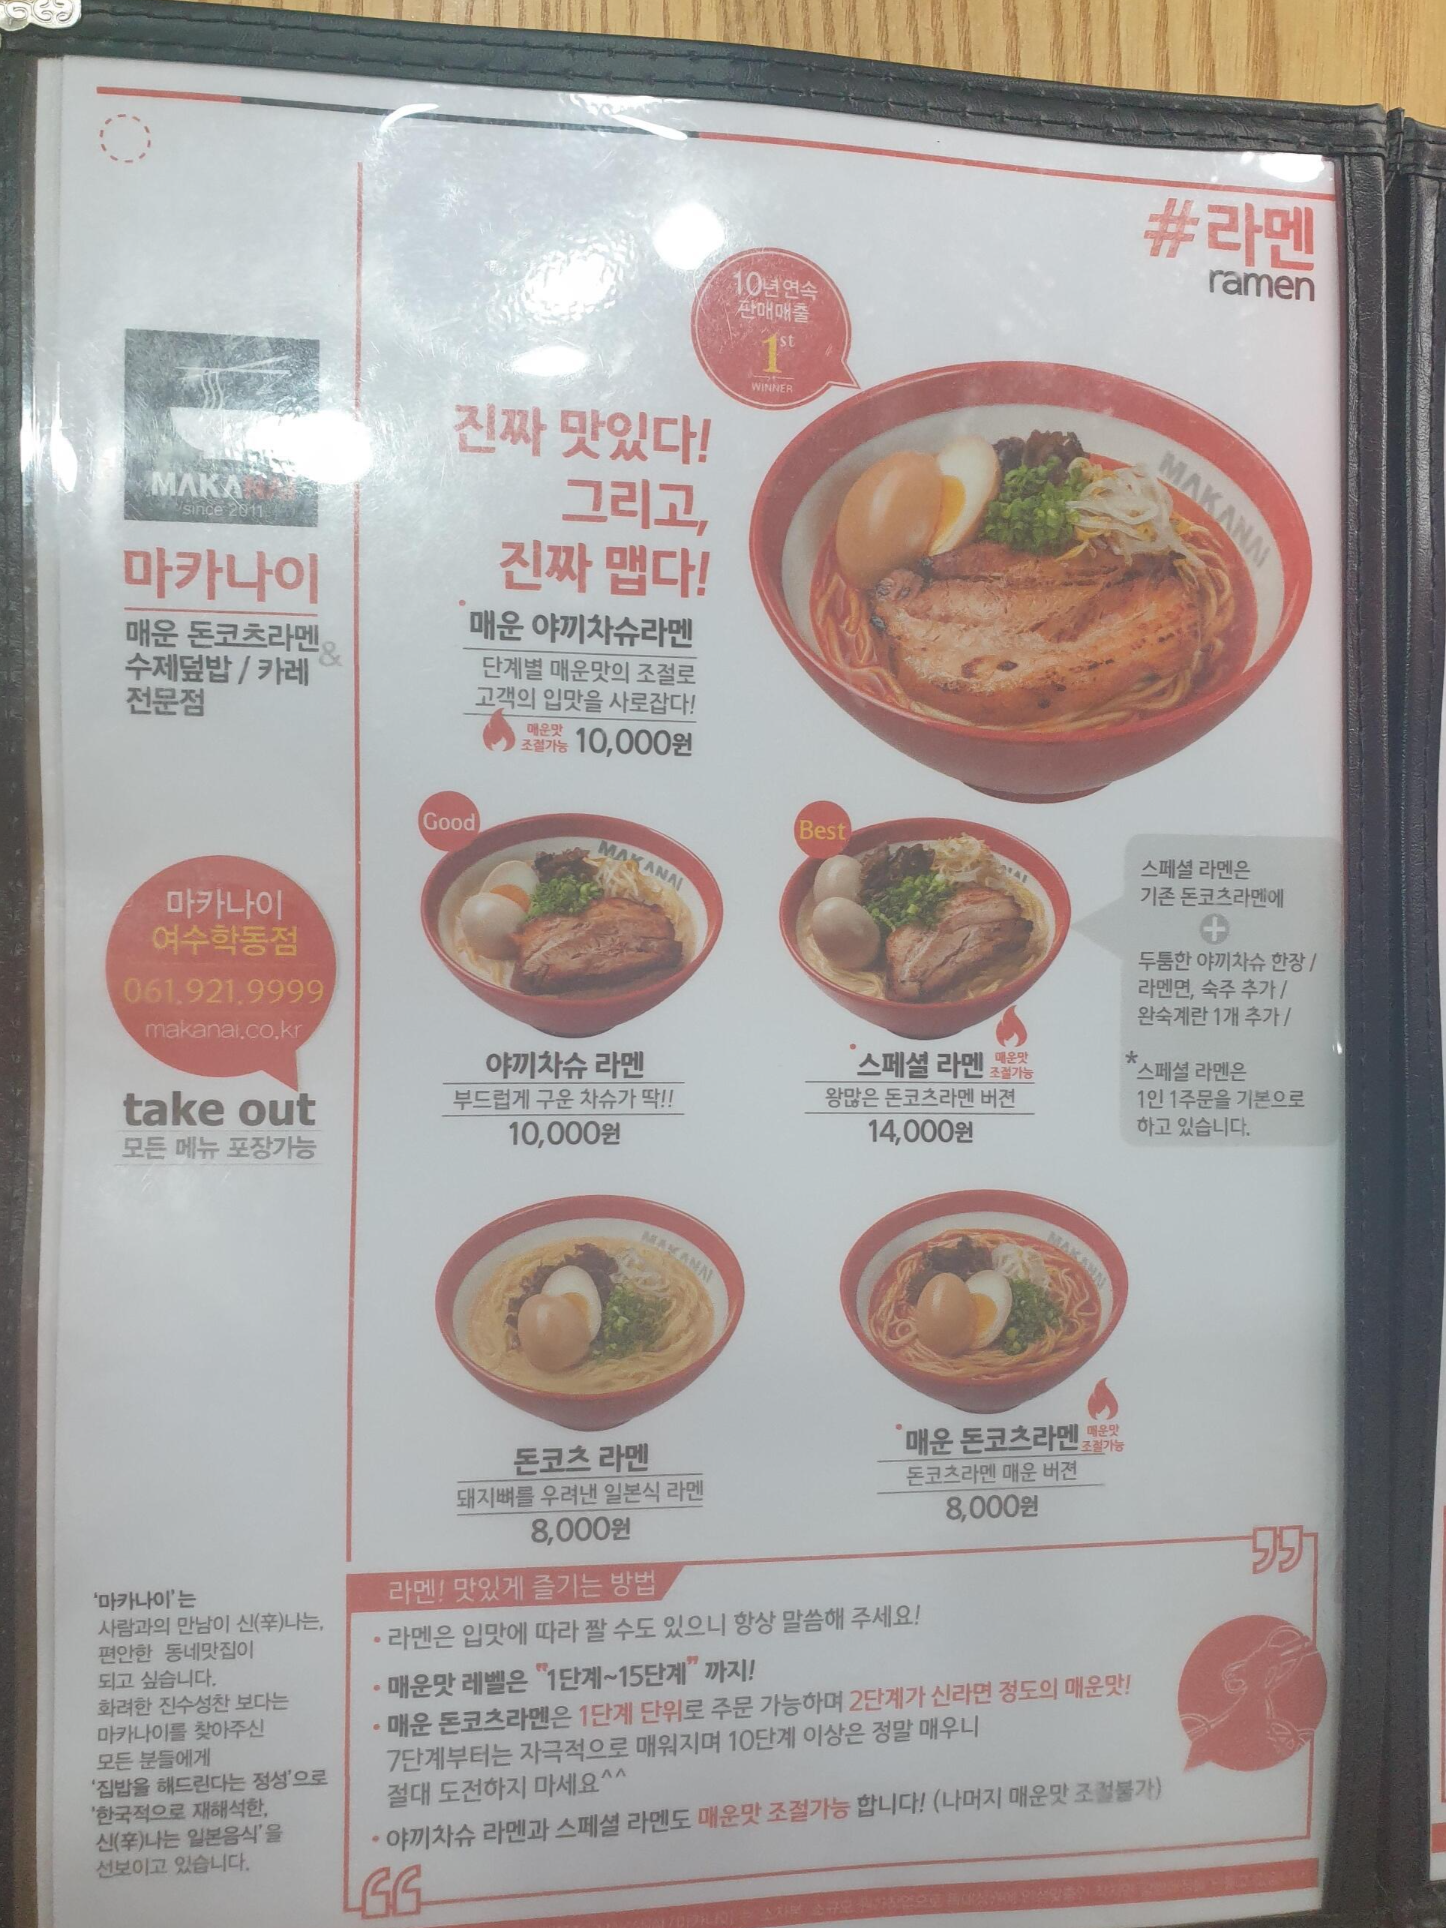 #라멘
ramen
10년연속
판매매출
1st
WINNER
MAKANAI
since 2011
마카나이
매운 돈코츠라멘 &
수제덮밥 / 카레
전문점
진짜 맛있다!
그리고,
진짜 맵다!
매운 야끼차슈라멘
단계별 매운맛의 조절로
고객의 입맛을 사로잡다!
매운맛
조절가능
10,000원
MAKANAI
마카나이
여수학동점
061.921.9999
makanai.co.kr
take out
모든 메뉴 포장가능
Good
MAKANAI
야끼차슈 라멘
부드럽게 구운 차슈가 딱!!
10,000원
Best
스페셜 라멘
매운맛
조절가능
왕많은 돈코츠라멘 버젼
14,000원
스페셜 라멘은
기존 돈코츠라멘에
+
두툼한 야끼차슈 한장 /
라멘면, 숙주 추가 /
완숙계란 1개 추가 /
*스페셜 라멘은
1인 1주문을 기본으로
하고 있습니다.
MAKANAI
돈코츠 라멘
돼지뼈를 우려낸 일본식 라멘
8,000원
MAKANAI
매운 돈코츠라멘
매운맛
조절가능
돈코츠라멘 매운 버젼
8,000원
'마카나이'는
사람과의 만남이 신(辛)나는,
편안한 동네맛집이
되고 싶습니다.
화려한 진수성찬 보다는
마카나이를 찾아주신
모든 분들에게
'집밥을 해드린다는 정성'으로
'한국적으로 재해석한,
신(辛)나는 일본음식'을
선보이고 있습니다.
라멘! 맛있게 즐기는 방법
• 라멘은 입맛에 따라 짤 수도 있으니 항상 말씀해 주세요!
• 매운맛 레벨은 "1단계~15단계" 까지!
• 매운 돈코츠라멘은 1단계 단위로 주문 가능하며 2단계가 신라면 정도의 매운맛!
7단계부터는 자극적으로 매워지며 10단계 이상은 정말 매우니
절대 도전하지 마세요^^
• 야끼차슈 라멘과 스페셜 라멘도 매운맛 조절가능 합니다! (나머지 매운맛 조절불가)